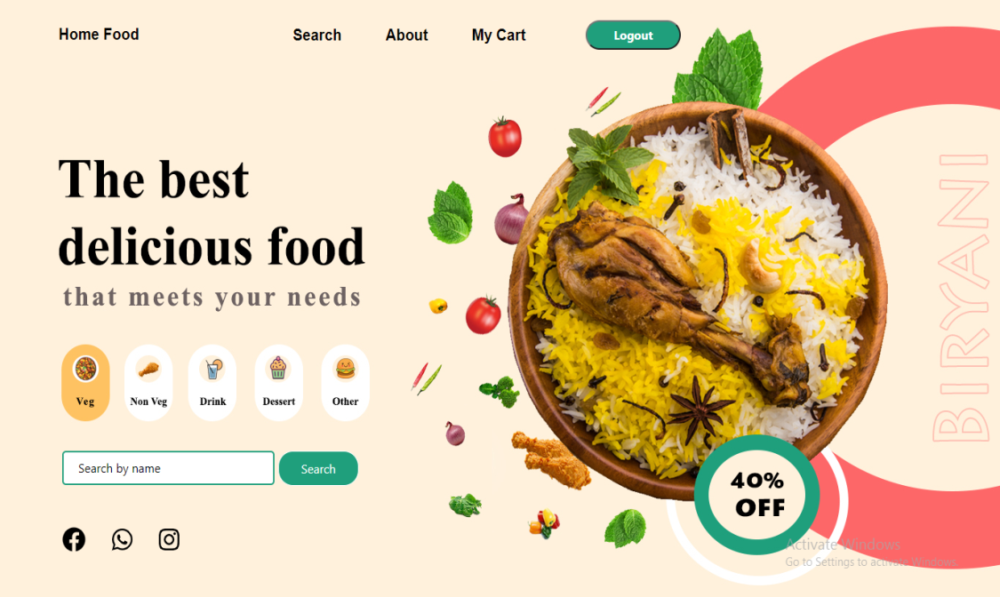 Home Food
Search
About
My Cart
Logout
The best
delicious food
that meets your needs
Veg
Non Veg
Drink
Dessert
Other
Search by name
Search
BIRYANI
40%
OFF
Activate Windows
Go to Settings to activate Windows.